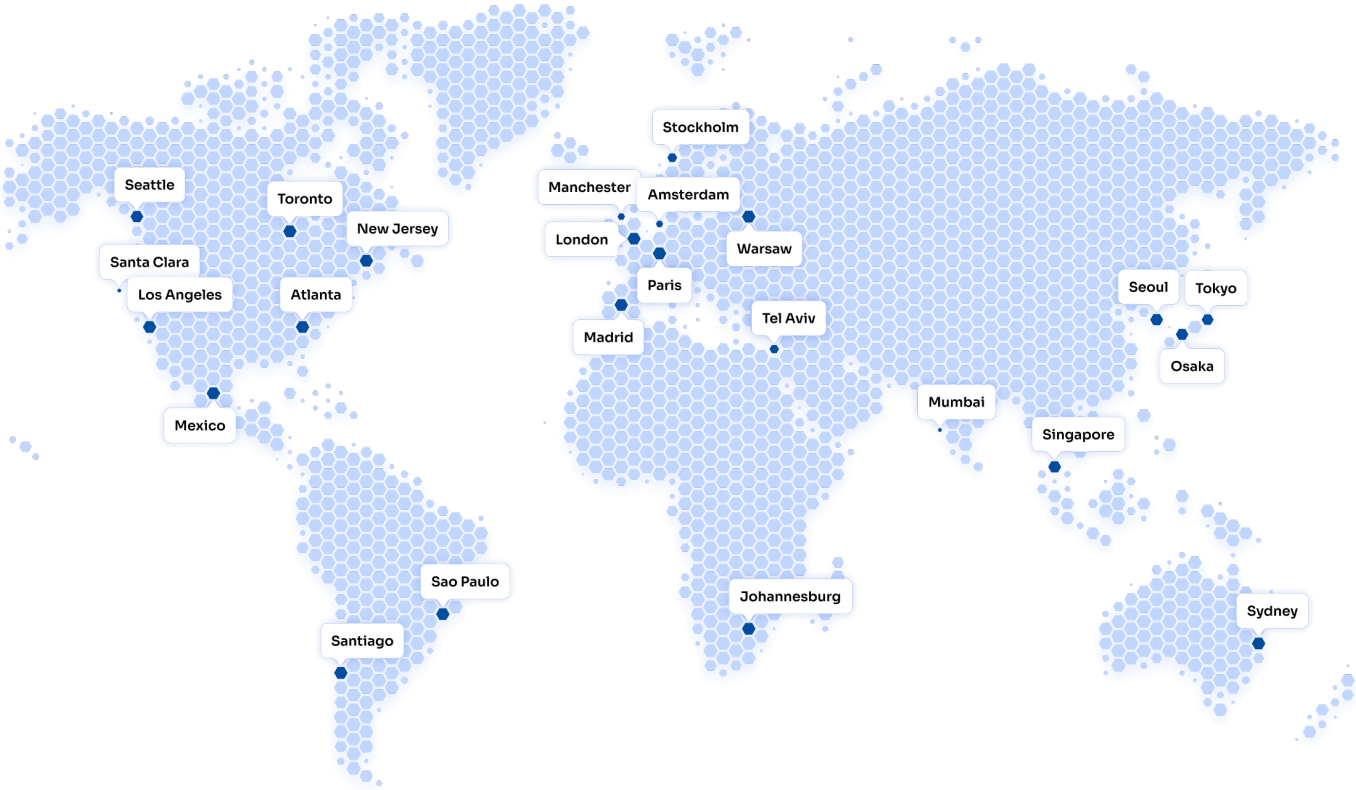 Stockholm
Seattle
Manchester
Amsterdam
Toronto
New Jersey
London
Warsaw
Santa Clara
Los Angeles
Atlanta
Paris
Seoul
Tokyo
Tel Aviv
Madrid
Osaka
Mumbai
Mexico
Singapore
Sao Paulo
Johannesburg
Sydney
Santiago